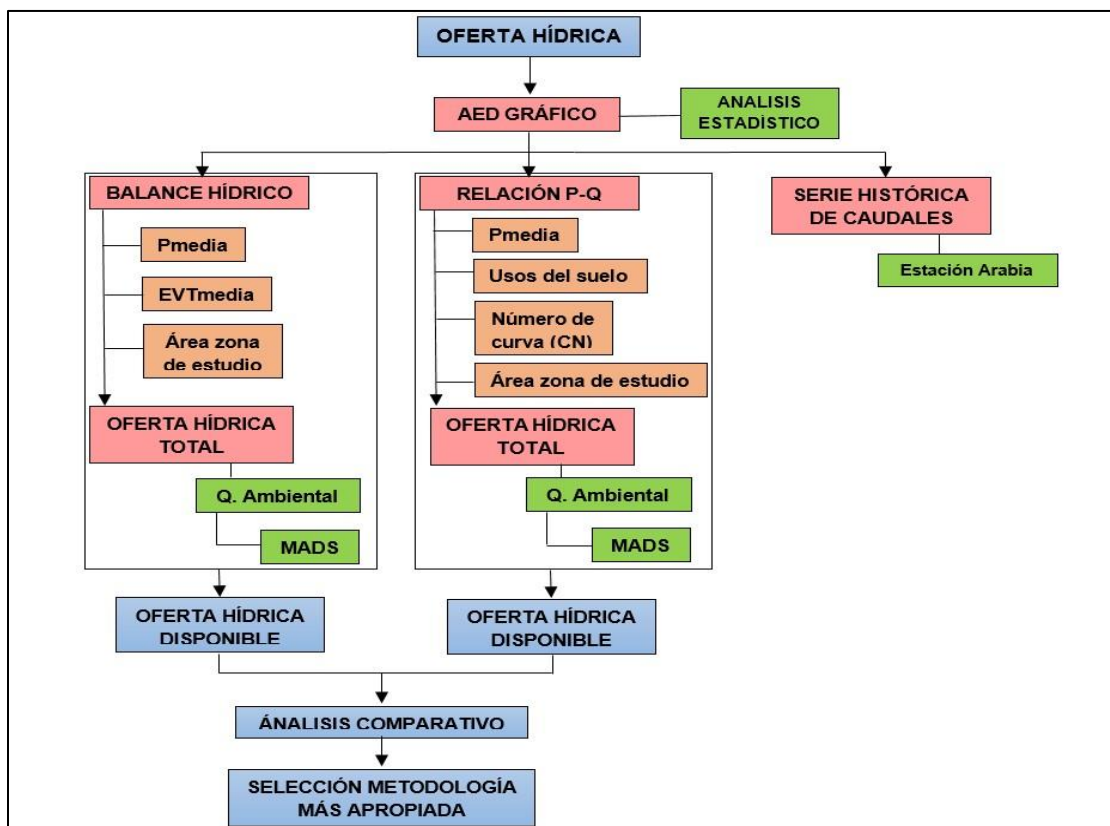 OFERTA HÍDRICA
AED GRÁFICO
ANALISIS
ESTADÍSTICO
BALANCE HÍDRICO
Pmedia
EVTmedia
Área zona
de estudio
OFERTA HÍDRICA
TOTAL
Q. Ambiental
MADS
OFERTA HÍDRICA
DISPONIBLE
RELACIÓN P-Q
Pmedia
Usos del suelo
Número de
curva (CN)
Área zona de estudio
OFERTA HÍDRICA
TOTAL
Q. Ambiental
MADS
OFERTA HÍDRICA
DISPONIBLE
SERIE HISTÓRICA
DE CAUDALES
Estación Arabia
ÁNALISIS COMPARATIVO
SELECCIÓN METODOLOGÍA
MÁS APROPIADA